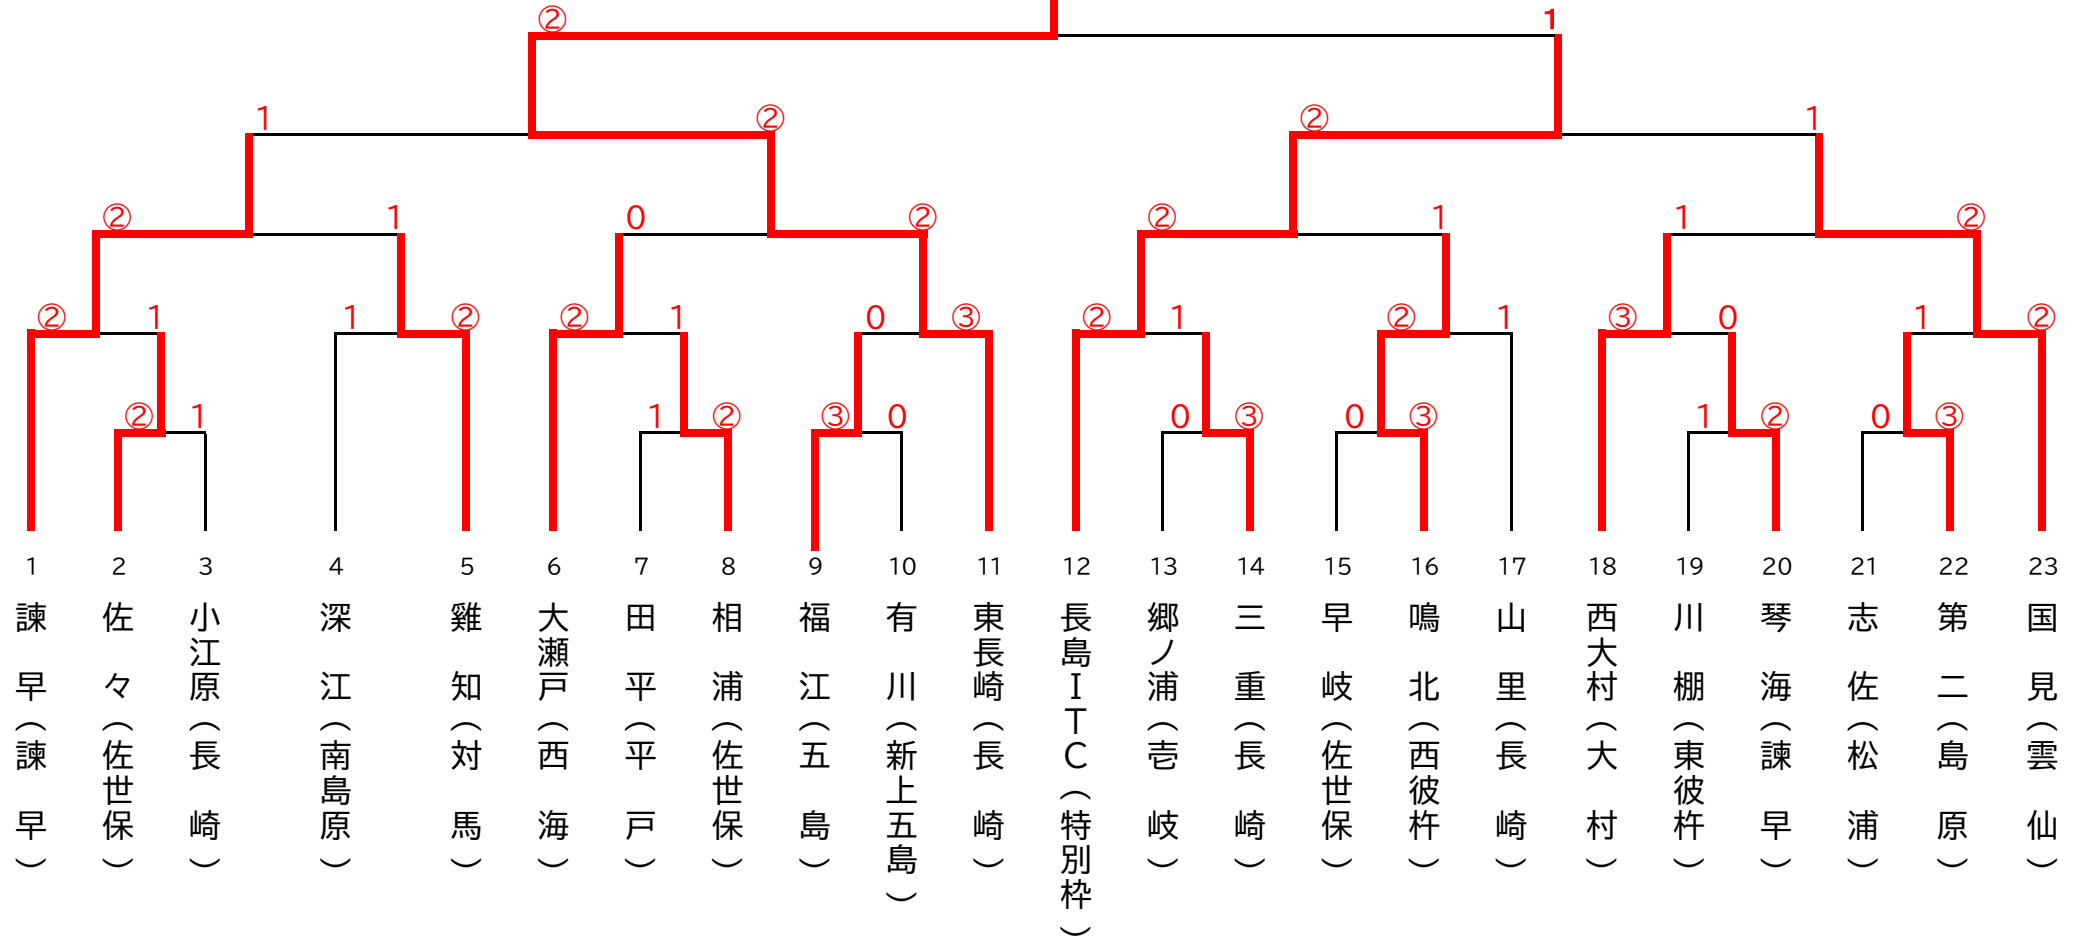 ② 1
1 ② ② 1
② 1 0 ② ② 1 1 ②
② 1 1 ② ② 1 0 ③ ② 1 ② 1 ③ 0 1 ②
② 1 1 ② ③ 0 0 ③ 0 ③ 1 ② 0 ③
1 2 3 4 5 6 7 8 9 10 11 12 13 14 15 16 17 18 19 20 21 22 23
諫早（諫早）
佐々（佐世保）
小江原（長崎）
深江（南島原）
雞知（対馬）
大瀬戸（西海）
田平（平戸）
相浦（佐世保）
福江（五島）
有川（新上五島）
東長崎（長崎）
長島ＩＴＣ（特別枠）
郷ノ浦（壱岐）
三重（長崎）
早岐（佐世保）
鳴北（西彼杵）
山里（長崎）
西大村（大村）
川棚（東彼杵）
琴海（諫早）
志佐（松浦）
第二（島原）
国見（雲仙）